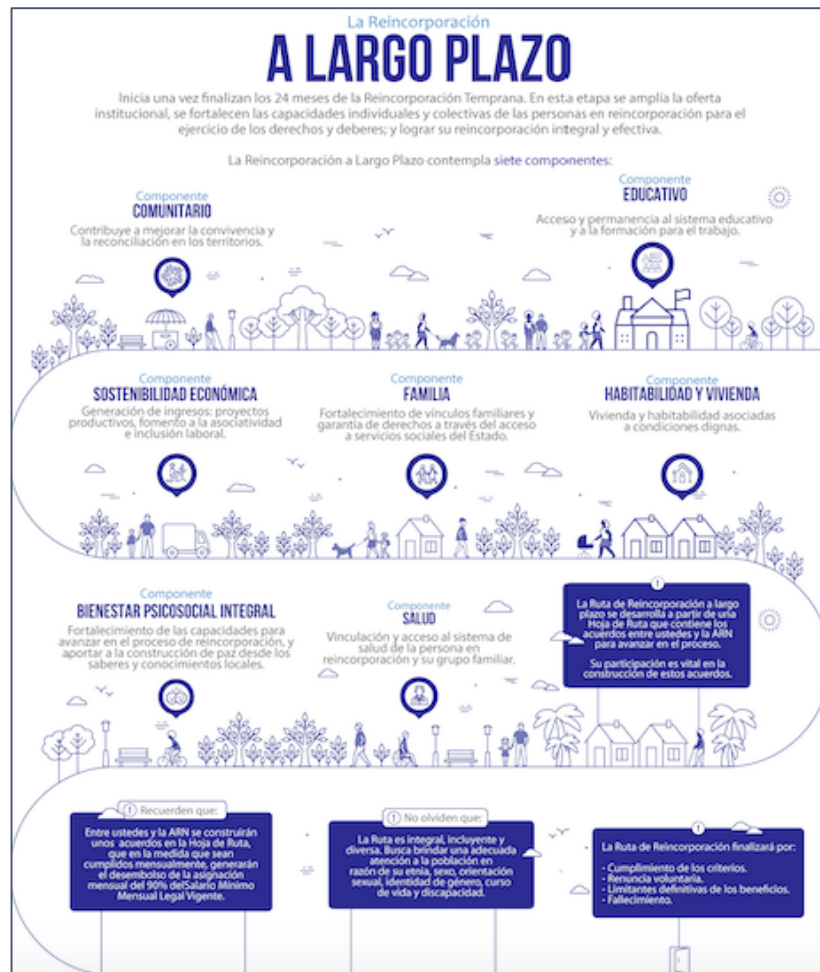 La Reincorporación
A LARGO PLAZO
Inicia una vez finalizan los 24 meses de la Reincorporación Temprana. En esta etapa se amplía la oferta
institucional, se fortalecen las capacidades individuales y colectivas de las personas en reincorporación para el
ejercicio de los derechos y deberes; y lograr su reincorporación integral y efectiva.
La Reincorporación a Largo Plazo contempla siete componentes:
Componente
COMUNITARIO
Contribuye a mejorar la convivencia y
la reconciliación en los territorios.
Componente
EDUCATIVO
Acceso y permanencia al sistema educativo
y a la formación para el trabajo.
Componente
SOSTENIBILIDAD ECONÓMICA
Generación de ingresos: proyectos
productivos, fomento a la asociatividad
e inclusión laboral.
Componente
FAMILIA
Fortalecimiento de vínculos familiares y
garantía de derechos a través del acceso
a servicios sociales del Estado.
Componente
HABITABILIDAD Y VIVIENDA
Vivienda y habitabilidad asociadas
a condiciones dignas.
Componente
BIENESTAR PSICOSOCIAL INTEGRAL
Fortalecimiento de las capacidades para
avanzar en el proceso de reincorporación, y
aportar a la construcción de paz desde los
saberes y conocimientos locales.
Componente
SALUD
Vinculación y acceso al sistema de
salud de la persona en
reincorporación y su grupo familiar.
!
La Ruta de Reincorporación a largo
plazo se desarrolla a partir de una
Hoja de Ruta que contiene los
acuerdos entre ustedes y la ARN
para avanzar en el proceso.
Su participación es vital en la
construcción de estos acuerdos.
! Recuerden que:
Entre ustedes y la ARN se construirán
unos acuerdos en la Hoja de Ruta,
que en la medida que sean
cumplidos mensualmente, generarán
el desembolso de la asignación
mensual del 90% delSalario Mínimo
Mensual Legal Vigente.
! No olviden que:
La Ruta es integral, incluyente y
diversa. Busca brindar una adecuada
atención a la población en
razón de su etnia, sexo, orientación
sexual, identidad de género, curso
de vida y discapacidad.
!
La Ruta de Reincorporación finalizará por:
- Cumplimiento de los criterios.
- Renuncia voluntaria.
- Limitantes definitivas de los beneficios.
- Fallecimiento.